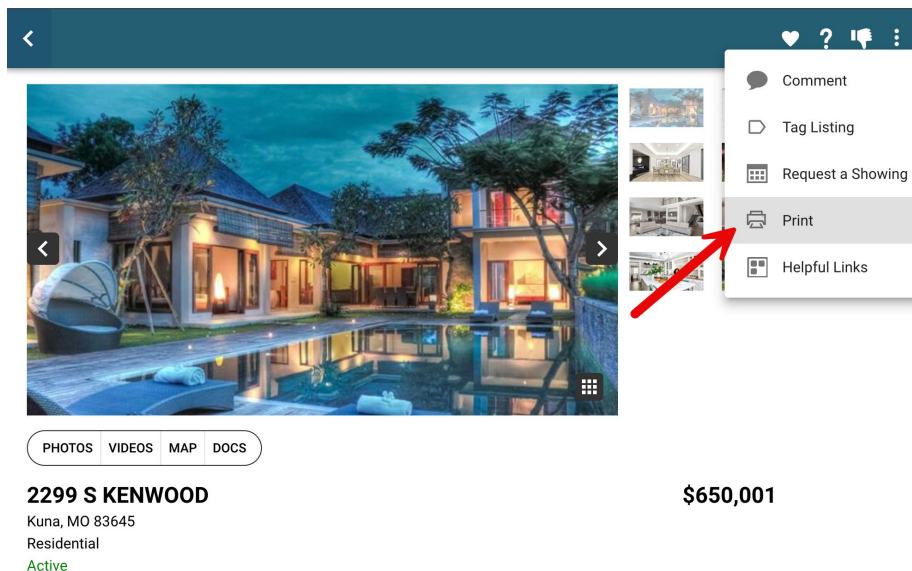 Comment
Tag Listing
Request a Showing
Print
Helpful Links
PHOTOS VIDEOS MAP DOCS
2299 S KENWOOD $650,001
Kuna, MO 83645
Residential
Active